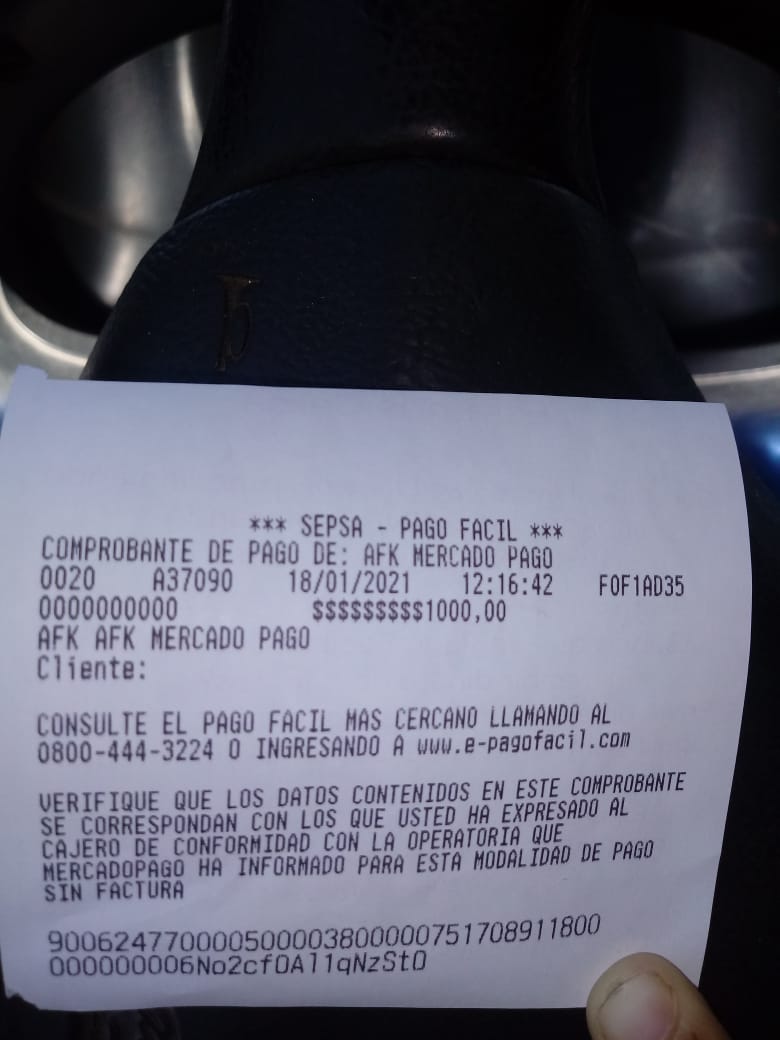 *** SEPSA - PAGO FACIL ***
COMPROBANTE DE PAGO DE: AFK MERCADO PAGO
0020 A37090 18/01/2021 12:16:42 F0F1AD35
0000000000 $$$$$$$$$1000,00
AFK AFK MERCADO PAGO
Cliente:
CONSULTE EL PAGO FACIL MAS CERCANO LLAMANDO AL
0800-444-3224 O INGRESANDO A www.e-pagofacil.com
VERIFIQUE QUE LOS DATOS CONTENIDOS EN ESTE COMPROBANTE
SE CORRESPONDAN CON LOS QUE USTED HA EXPRESADO AL
CAJERO DE CONFORMIDAD CON LA OPERATORIA QUE
MERCADOPAGO HA INFORMADO PARA ESTA MODALIDAD DE PAGO
SIN FACTURA
900624770000500003800000751708911800
000000006No2cfOAl1qNzStO